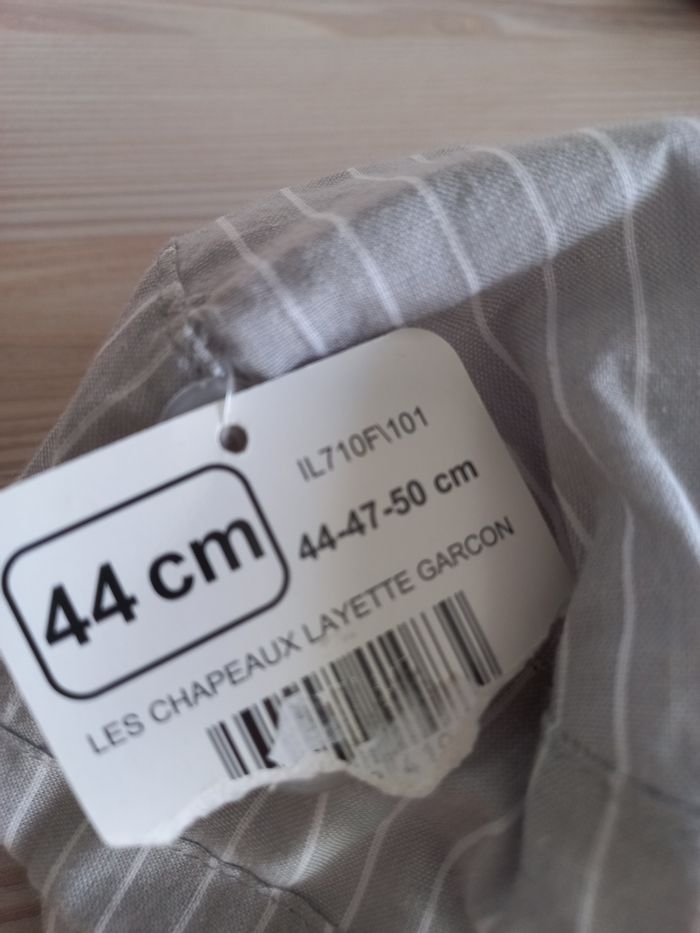 IL710F\101
44 cm
44-47-50 cm
LES CHAPEAUX LAYETTE GARCON